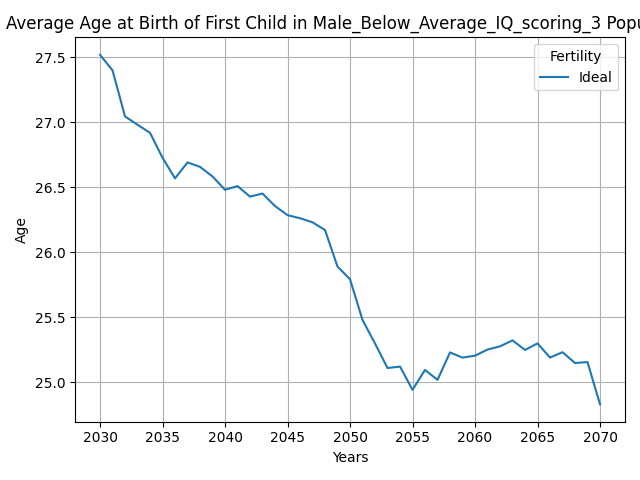 Average Age at Birth of First Child in Male_Below_Average_IQ_scoring_3 Popu
Fertility
Ideal
27.5
27.0
26.5
26.0
25.5
25.0
Age
2030 2035 2040 2045 2050 2055 2060 2065 2070
Years